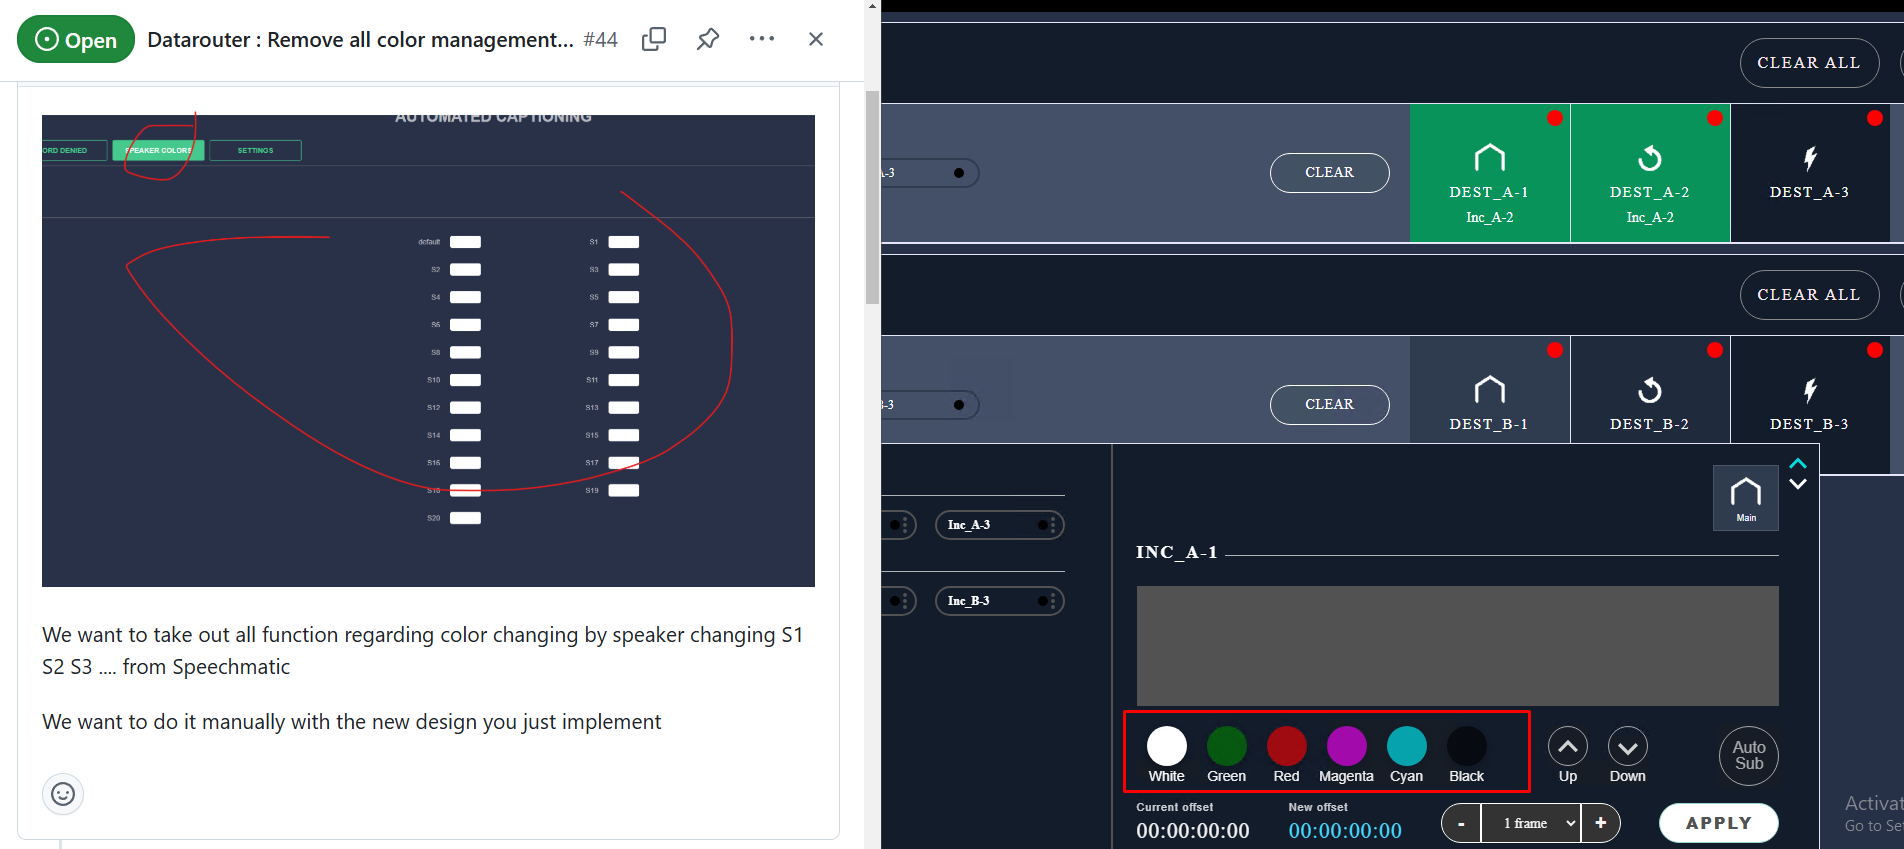 Open
Datarouter : Remove all color management... #44
AUTOMATED CAPTIONING
ORD DENIED
SPEAKER COLORS
SETTINGS
default
S1
S2
S3
S4
S5
S6
S7
S8
S9
S10
S11
S12
S13
S14
S15
S16
S17
S18
S19
S20
We want to take out all function regarding color changing by speaker changing S1
S2 S3 .... from Speechmatic
We want to do it manually with the new design you just implement
CLEAR ALL
A-3
CLEAR
DEST_A-1
Inc_A-2
DEST_A-2
Inc_A-2
DEST_A-3
CLEAR ALL
B-3
CLEAR
DEST_B-1
DEST_B-2
DEST_B-3
Main
Inc_A-3
INC_A-1
Inc_B-3
White
Green
Red
Magenta
Cyan
Black
Up
Down
Auto
Sub
Current offset
New offset
00:00:00:00
00:00:00:00
-
1 frame
+
APPLY
Activat
Go to Se